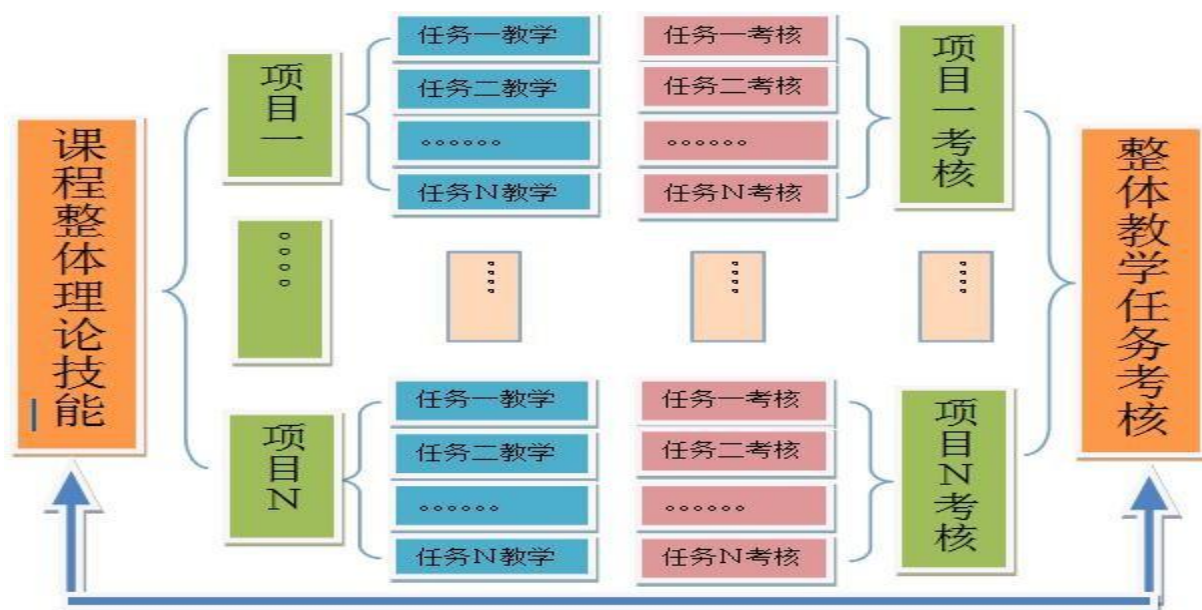 课程整体理论技能
项目一
任务一教学
任务二教学
。。。。。。
任务N教学
任务一考核
任务二考核
。。。。。。
任务N考核
项目一考核
。。。。
⋮
⋮
⋮
项目N
任务一教学
任务二教学
。。。。。。
任务N教学
任务一考核
任务二考核
。。。。。。
任务N考核
项目N考核
整体教学任务考核